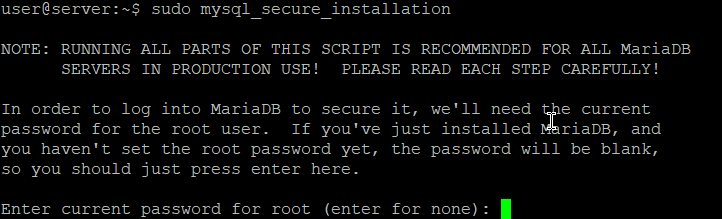 user@server:~$ sudo mysql_secure_installation
NOTE: RUNNING ALL PARTS OF THIS SCRIPT IS RECOMMENDED FOR ALL MariaDB
SERVERS IN PRODUCTION USE!  PLEASE READ EACH STEP CAREFULLY!
In order to log into MariaDB to secure it, we'll need the current
password for the root user.  If you've just installed MariaDB, and
you haven't set the root password yet, the password will be blank,
so you should just press enter here.
Enter current password for root (enter for none):